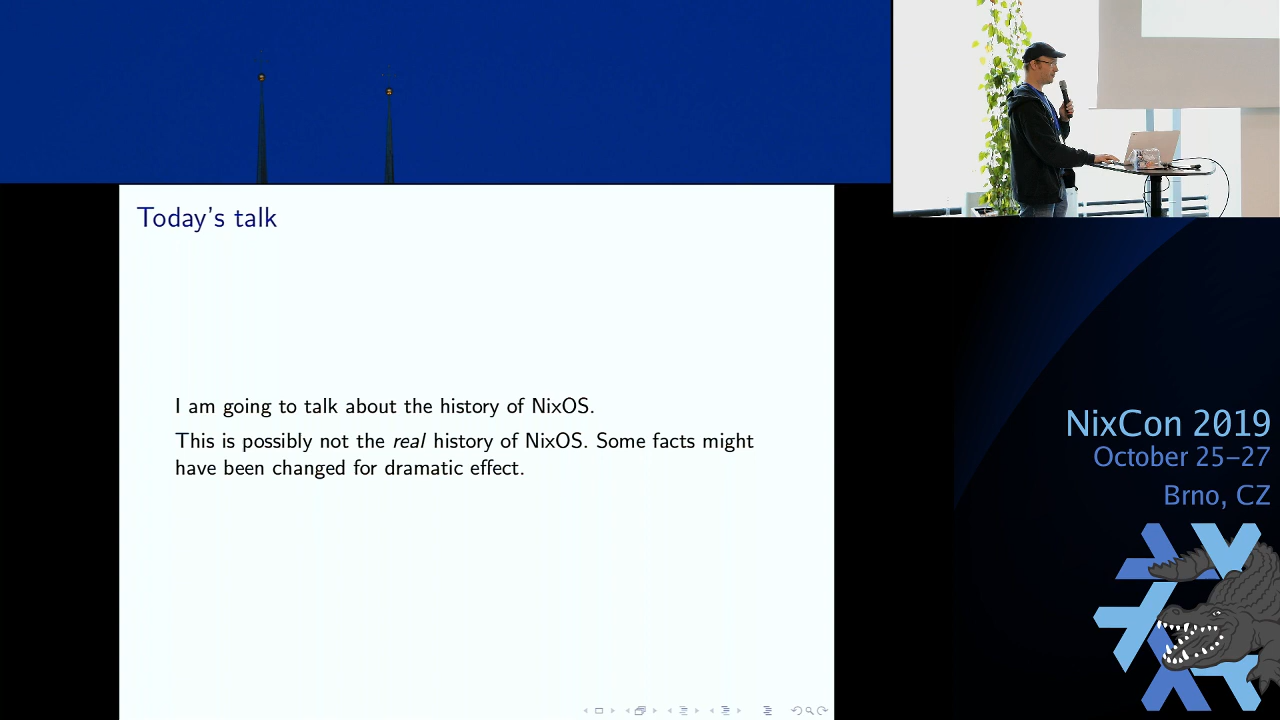 Today's talk
I am going to talk about the history of NixOS.
This is possibly not the real history of NixOS. Some facts might
have been changed for dramatic effect.
NixCon 2019
October 25–27
Brno, CZ